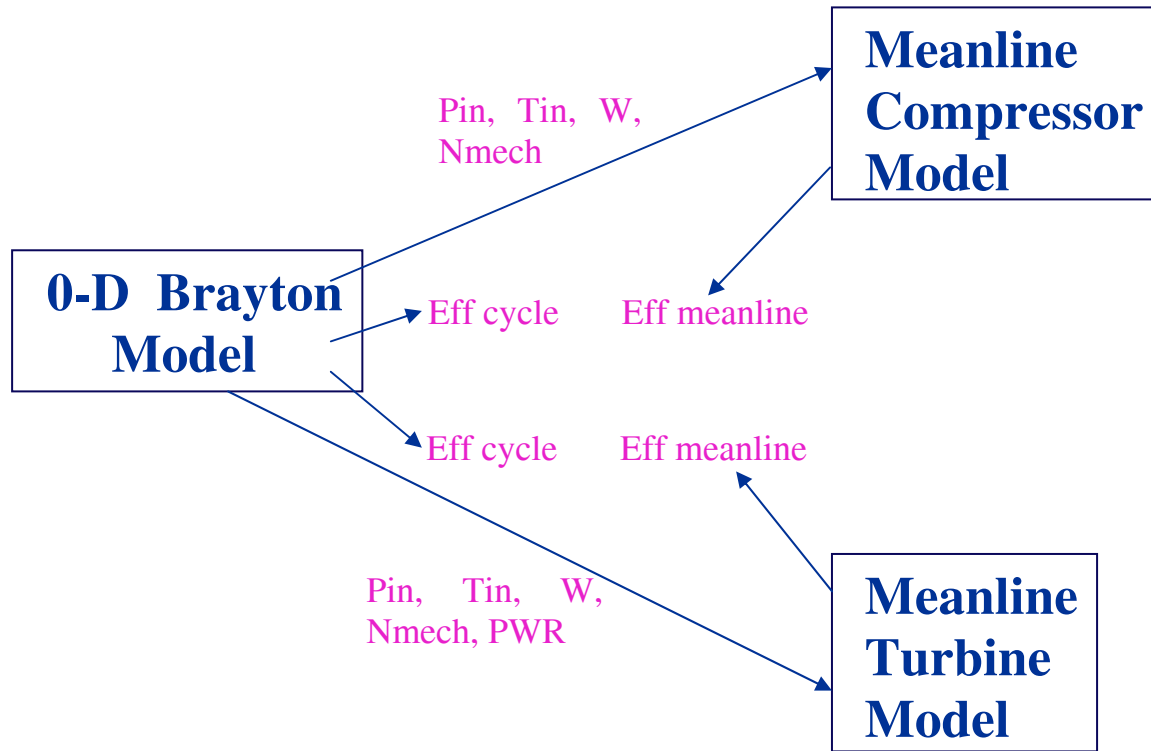 Meanline
Compressor
Model
Pin, Tin, W,
Nmech
0-D Brayton
Model
Eff cycle
Eff meanline
Eff cycle
Eff meanline
Pin, Tin, W,
Nmech, PWR
Meanline
Turbine
Model